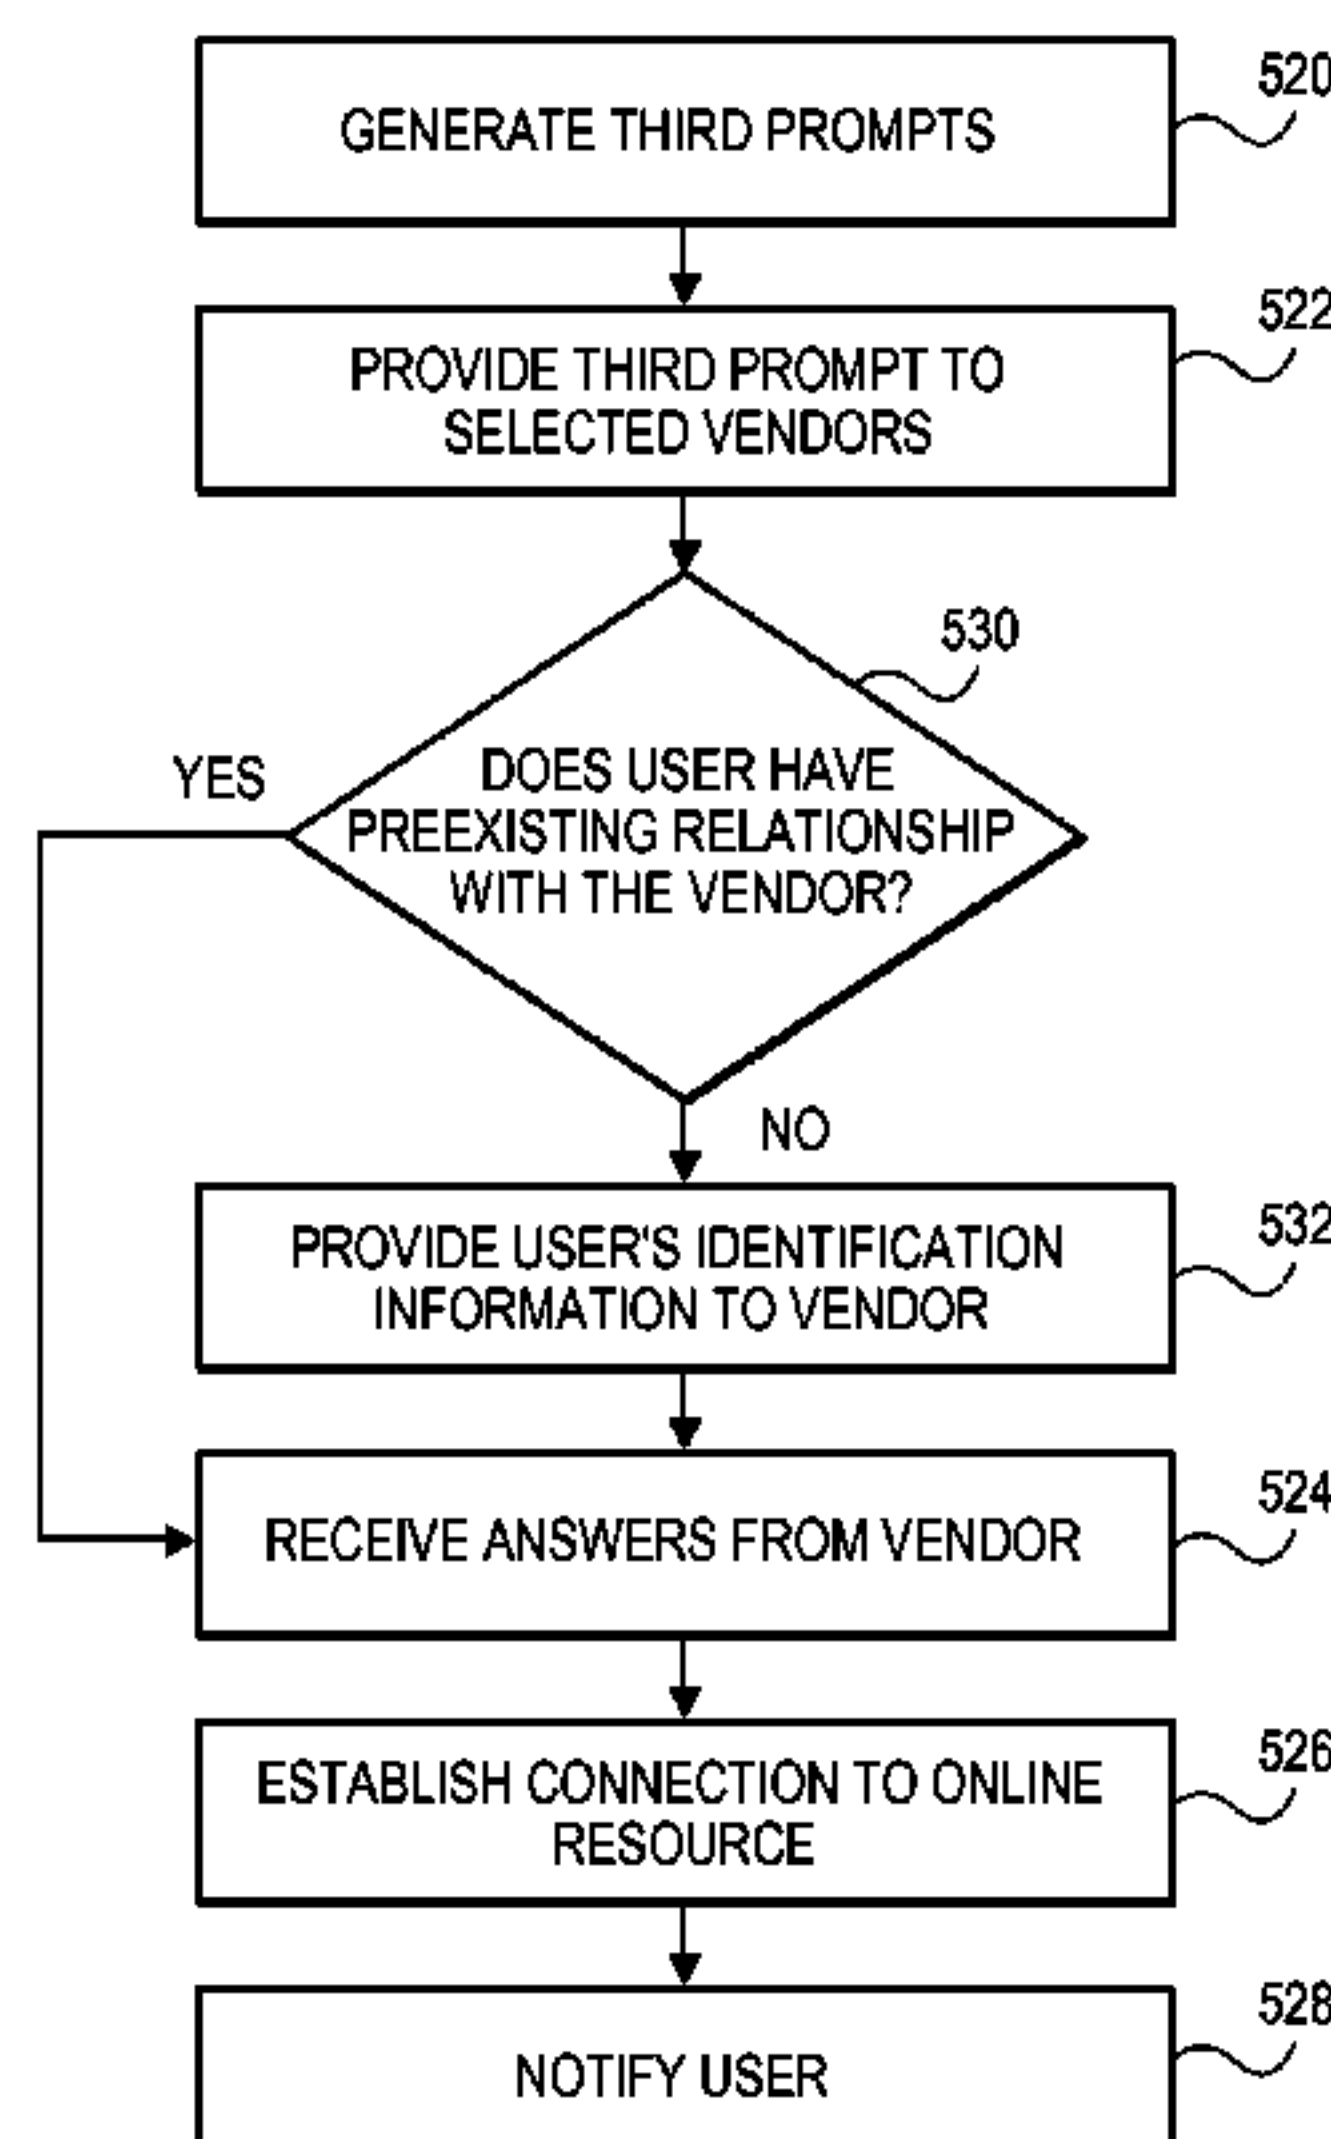 520
GENERATE THIRD PROMPTS
522
PROVIDE THIRD PROMPT TO
SELECTED VENDORS
530
YES
DOES USER HAVE
PREEXISTING RELATIONSHIP
WITH THE VENDOR?
NO
532
PROVIDE USER'S IDENTIFICATION
INFORMATION TO VENDOR
524
RECEIVE ANSWERS FROM VENDOR
526
ESTABLISH CONNECTION TO ONLINE
RESOURCE
528
NOTIFY USER